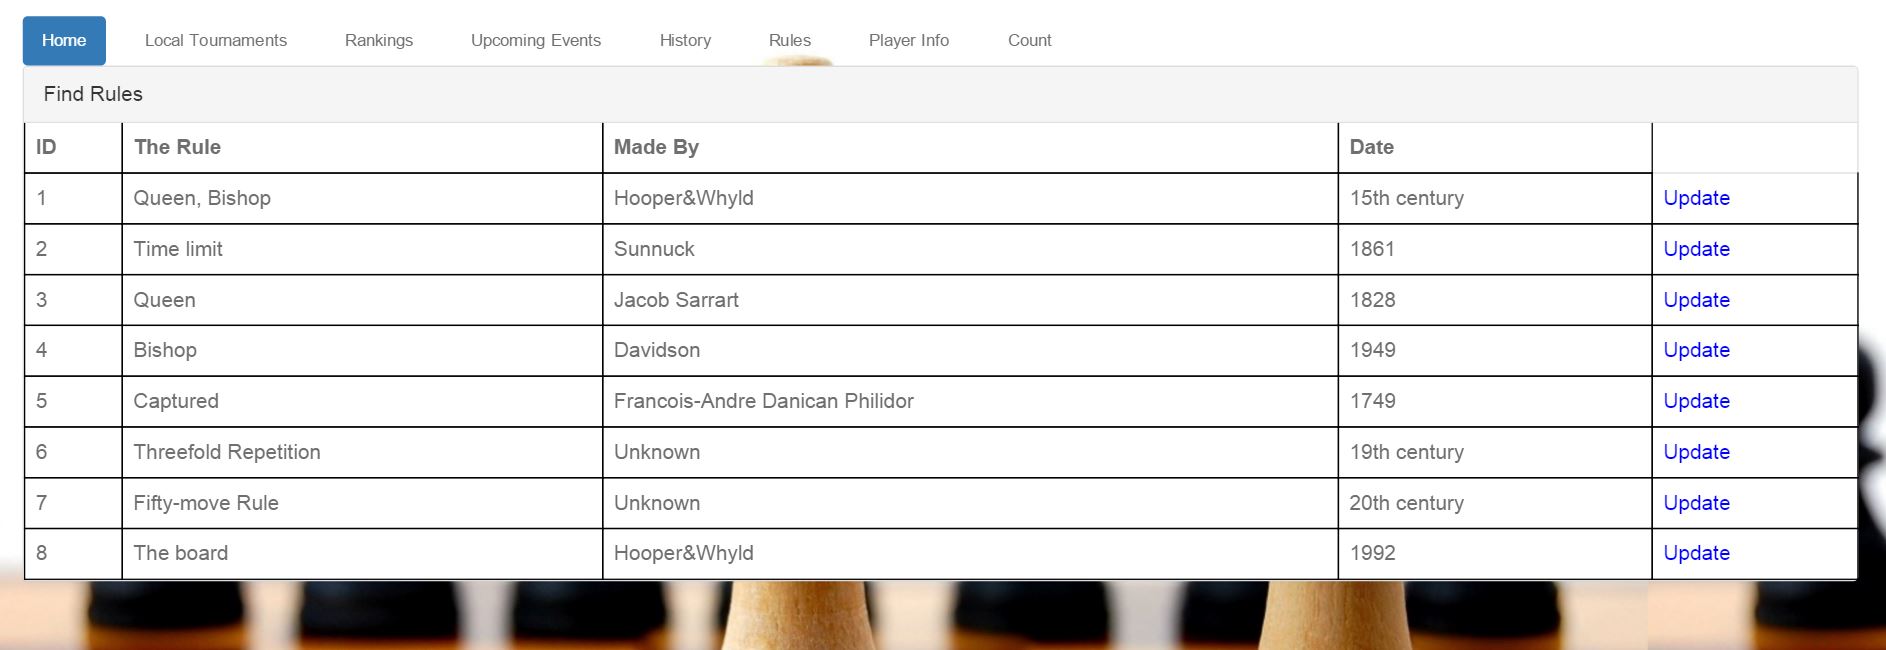 Home Local Tournaments Rankings Upcoming Events History Rules Player Info Count
Find Rules
ID The Rule Made By Date
1 Queen, Bishop Hooper&Whyld 15th century Update
2 Time limit Sunnuck 1861 Update
3 Queen Jacob Sarrart 1828 Update
4 Bishop Davidson 1949 Update
5 Captured Francois-Andre Danican Philidor 1749 Update
6 Threefold Repetition Unknown 19th century Update
7 Fifty-move Rule Unknown 20th century Update
8 The board Hooper&Whyld 1992 Update